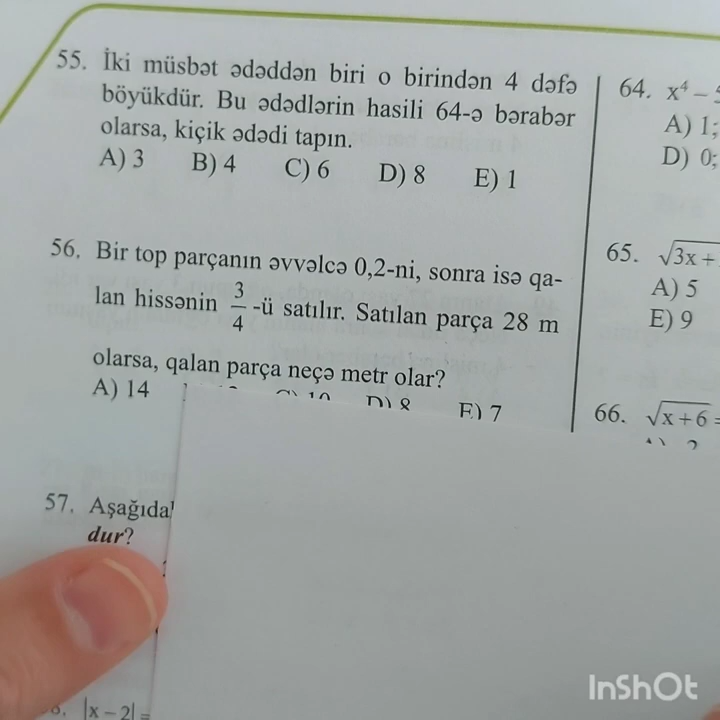 55. İki müsbət ədəddən biri o birindən 4 dəfə
böyükdür. Bu ədədlərin hasili 64-ə bərabər
olarsa, kiçik ədədi tapın.
A) 3 B) 4 C) 6 D) 8 E) 1
56. Bir top parçanın əvvəlcə 0,2-ni, sonra isə qa-
lan hissənin 3/4-ü satılır. Satılan parça 28 m
olarsa, qalan parça neçə metr olar?
A) 14 C) 10 D) 8 E) 7
57.
dur?
|x – 2| =
64. x⁴ –
A) 1;
D) 0;
65. √3x +
A) 5
E) 9
66. √x + 6 =
InShOt